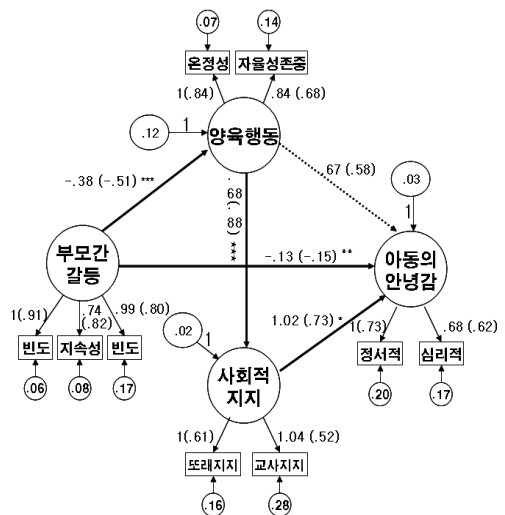 .07
.14
온정성
자율성존중
1(.84)
.84 (.68)
.12
1
양육행동
.67 (.58)
.03
1
-.38 (-.51) ***
.68(.88) ***
부모간
갈등
-.13 (-.15) **
아동의
안녕감
1(.91)
.74
(.82)
.99 (.80)
.02
1
1.02 (.73) *
1(.73)
.68 (.62)
빈도
지속성
빈도
사회적
지지
정서적
심리적
.06
.08
.17
.20
.17
1(.61)
1.04 (.52)
또래지지
교사지지
.16
.28